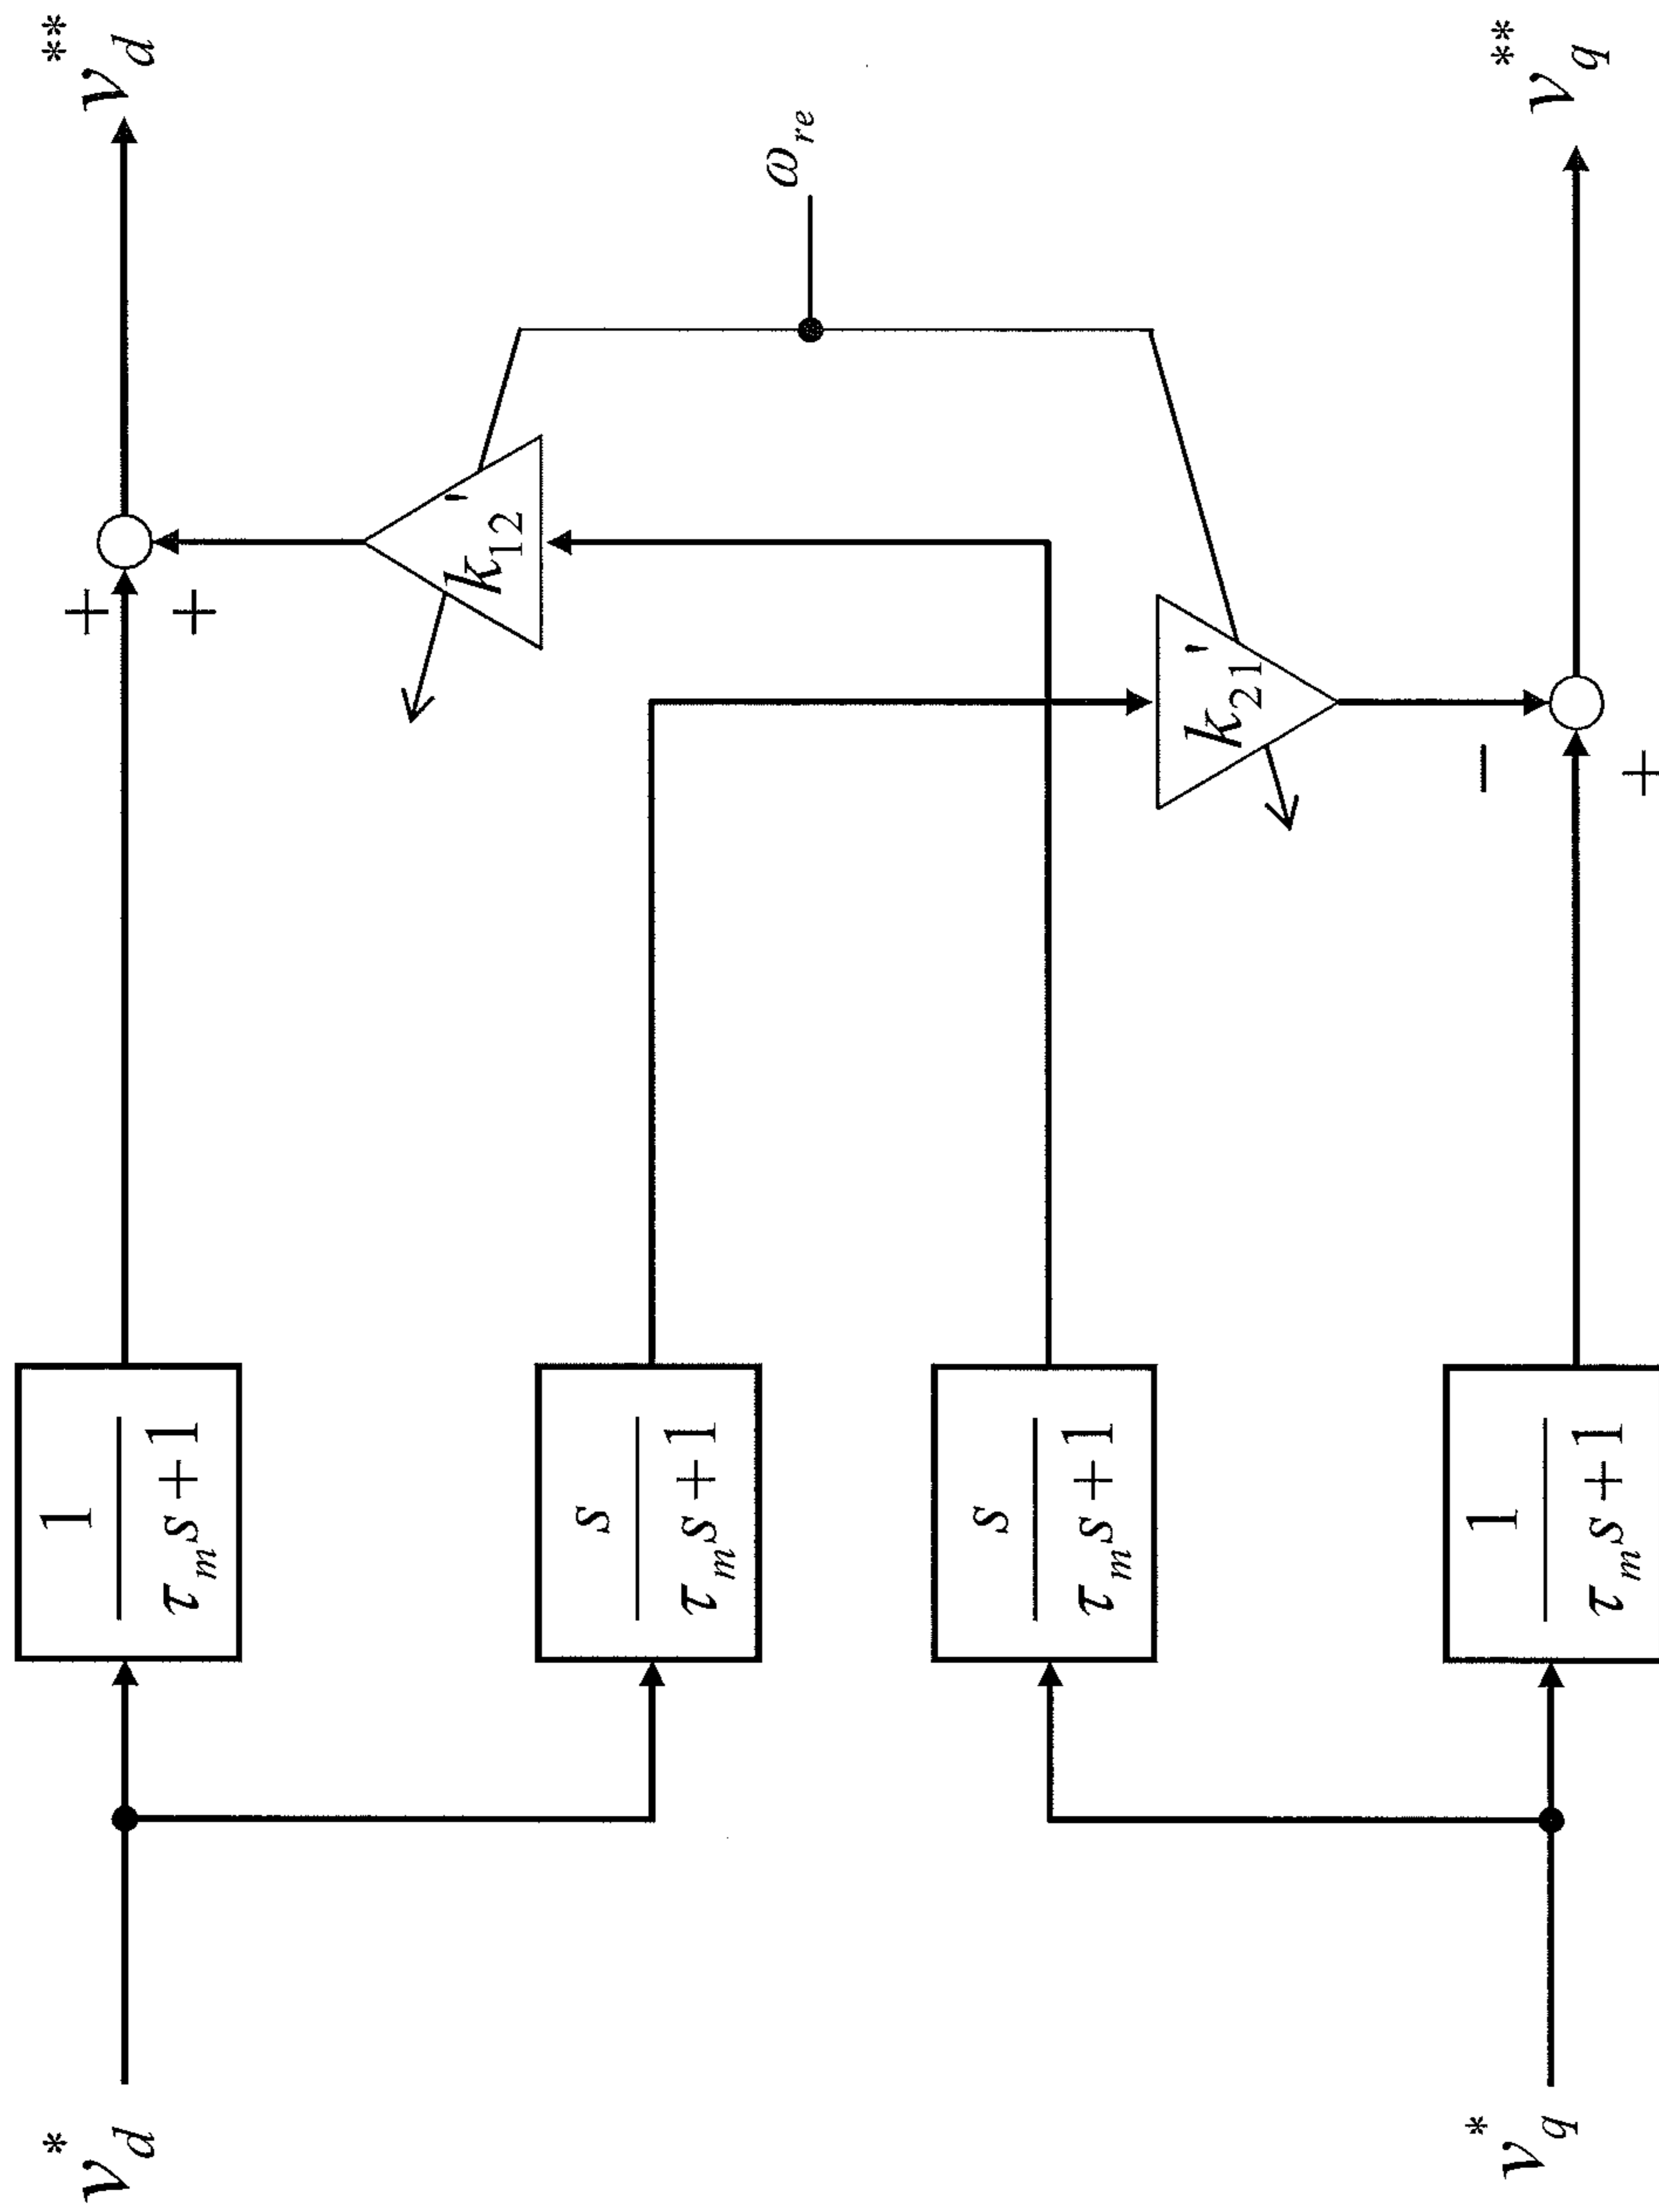 v_d^*
1
τ_m s+1
+
+
v_d^**
s
τ_m s+1
k_12'
ω_re
s
τ_m s+1
k_21'
v_q^*
1
τ_m s+1
−
+
v_q^**